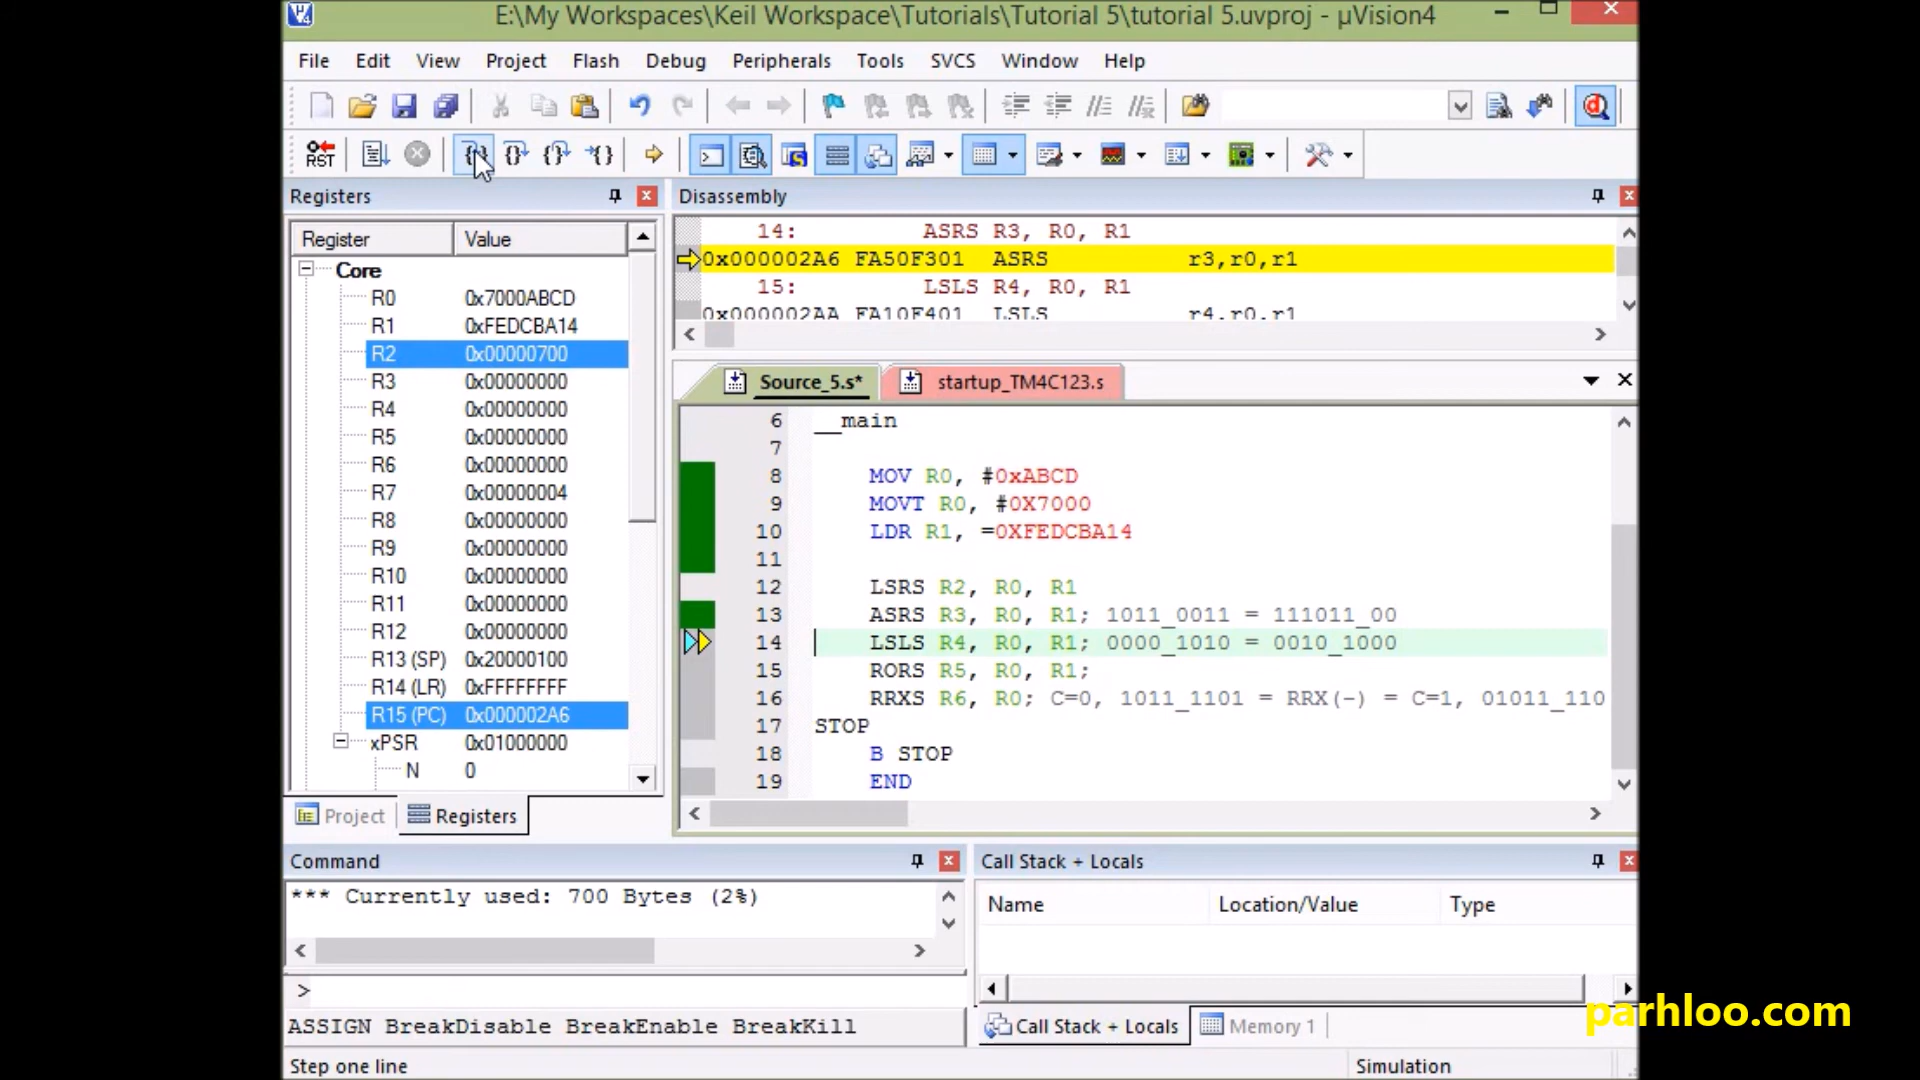 E:\My Workspaces\Keil Workspace\Tutorials\Tutorial 5\tutorial 5.uvproj - µVision4
File Edit View Project Flash Debug Peripherals Tools SVCS Window Help
RST
Registers
Register Value
Core
R0 0x7000ABCD
R1 0xFEDCBA14
R2 0x00000700
R3 0x00000000
R4 0x00000000
R5 0x00000000
R6 0x00000000
R7 0x00000004
R8 0x00000000
R9 0x00000000
R10 0x00000000
R11 0x00000000
R12 0x00000000
R13 (SP) 0x20000100
R14 (LR) 0xFFFFFFFF
R15 (PC) 0x000002A6
xPSR 0x01000000
N 0
Project Registers
Disassembly
14: ASRS R3, R0, R1
0x000002A6 FA50F301 ASRS r3,r0,r1
15: LSLS R4, R0, R1
0x000002AA FA10F401 LSLS r4,r0,r1
Source_5.s* startup_TM4C123.s
6 __main
7
8 MOV R0, #0xABCD
9 MOVT R0, #0X7000
10 LDR R1, =0XFEDCBA14
11
12 LSRS R2, R0, R1
13 ASRS R3, R0, R1; 1011_0011 = 111011_00
14 LSLS R4, R0, R1; 0000_1010 = 0010_1000
15 RORS R5, R0, R1;
16 RRXS R6, R0; C=0, 1011_1101 = RRX(-) = C=1, 01011_110
17 STOP
18 B STOP
19 END
Command
*** Currently used: 700 Bytes (2%)
>
ASSIGN BreakDisable BreakEnable BreakKill
Call Stack + Locals
Name Location/Value Type
Call Stack + Locals Memory 1
Step one line Simulation
parhloo.com